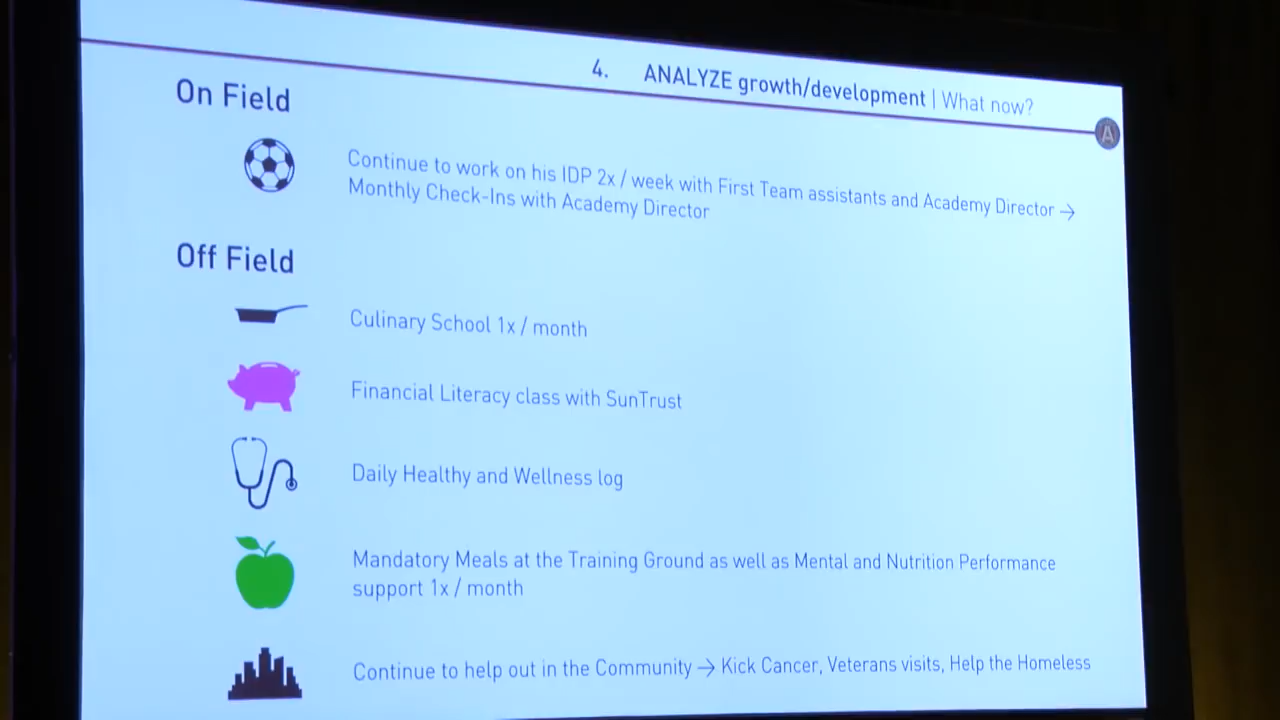 4. ANALYZE growth/development | What now?
A
On Field
Continue to work on his IDP 2x / week with First Team assistants and Academy Director →
Monthly Check-Ins with Academy Director
Off Field
Culinary School 1x / month
Financial Literacy class with SunTrust
Daily Healthy and Wellness log
Mandatory Meals at the Training Ground as well as Mental and Nutrition Performance
support 1x / month
Continue to help out in the Community → Kick Cancer, Veterans visits, Help the Homeless